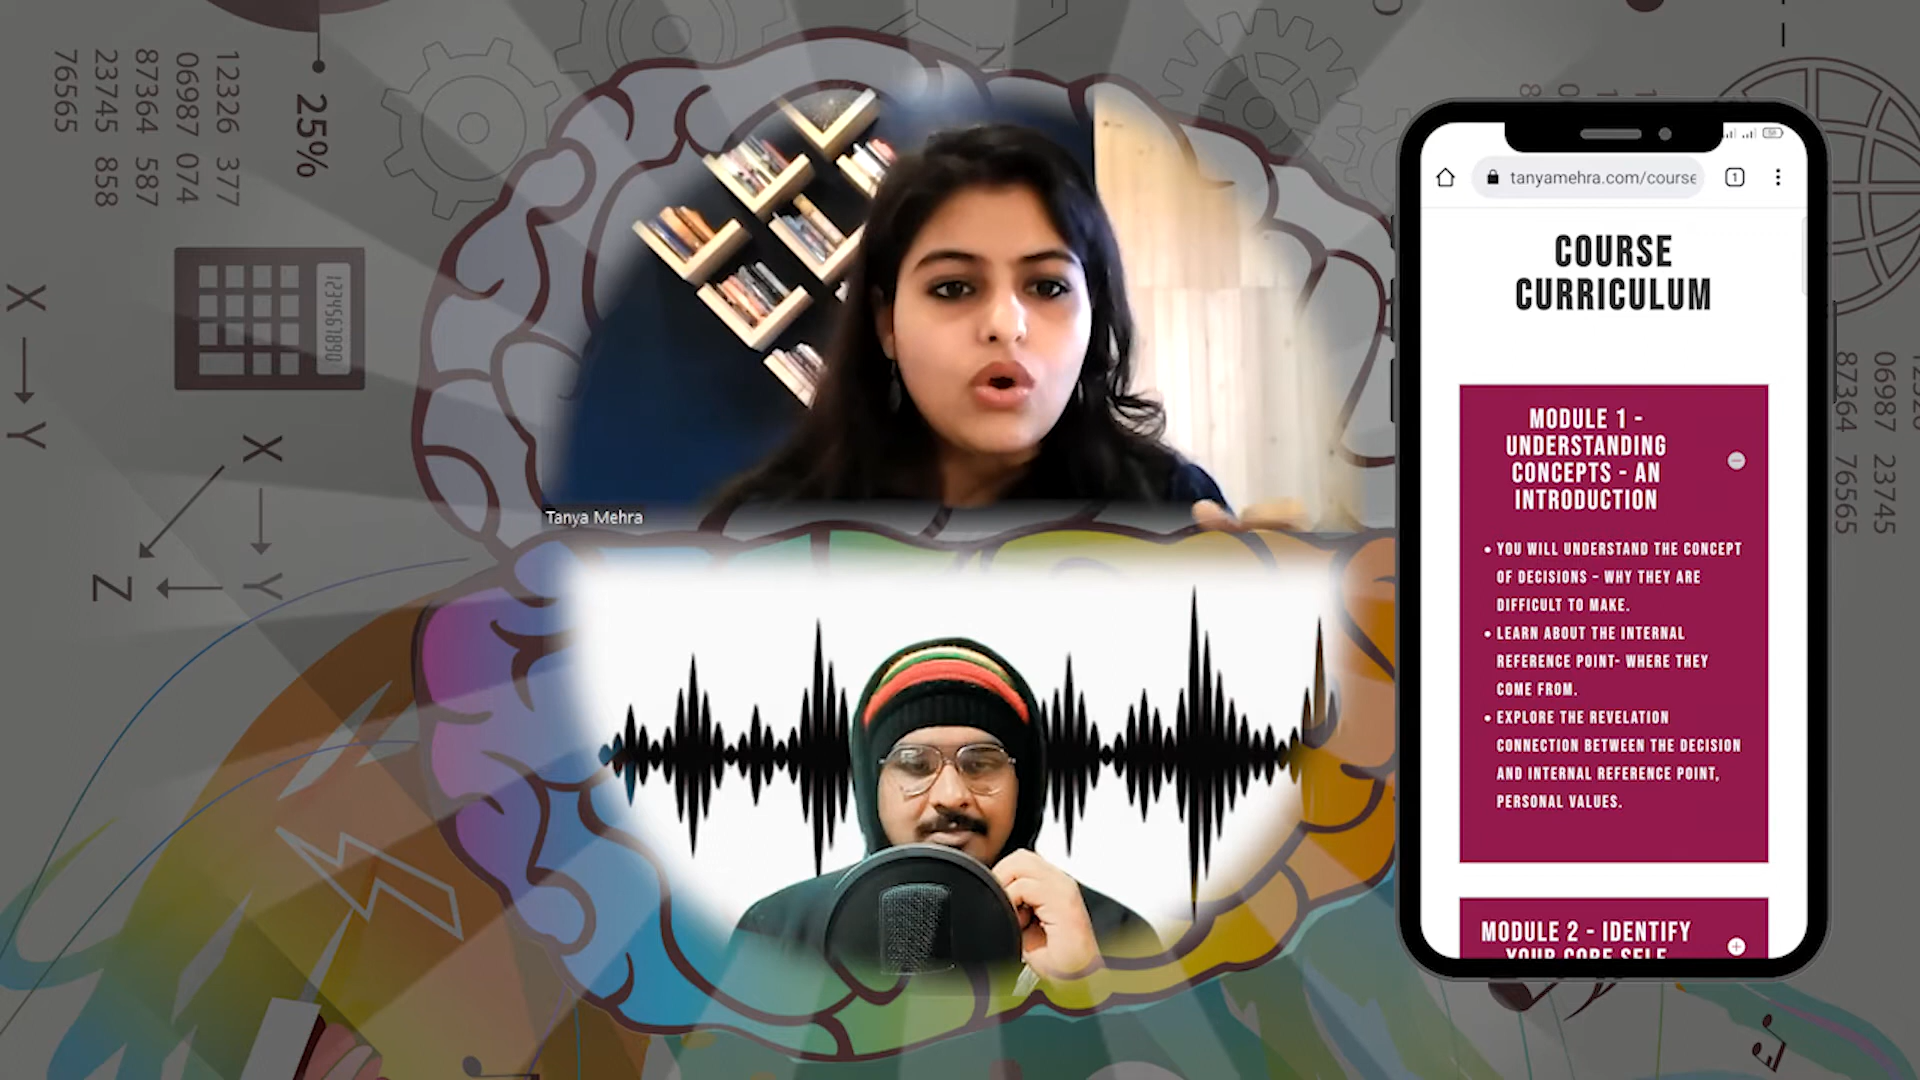 12326 377
06987 074
87364 587
23745 858
76565
25%
1234567890
X
Y
X
Y
Z
N
Tanya Mehra
tanyamehra.com/course
1
COURSE
CURRICULUM
MODULE 1 -
UNDERSTANDING
CONCEPTS - AN
INTRODUCTION
• YOU WILL UNDERSTAND THE CONCEPT
OF DECISIONS – WHY THEY ARE
DIFFICULT TO MAKE.
• LEARN ABOUT THE INTERNAL
REFERENCE POINT- WHERE THEY
COME FROM.
• EXPLORE THE REVELATION
CONNECTION BETWEEN THE DECISION
AND INTERNAL REFERENCE POINT,
PERSONAL VALUES.
MODULE 2 - IDENTIFY
YOUR CORE SELF
06987 23745
87364 76565